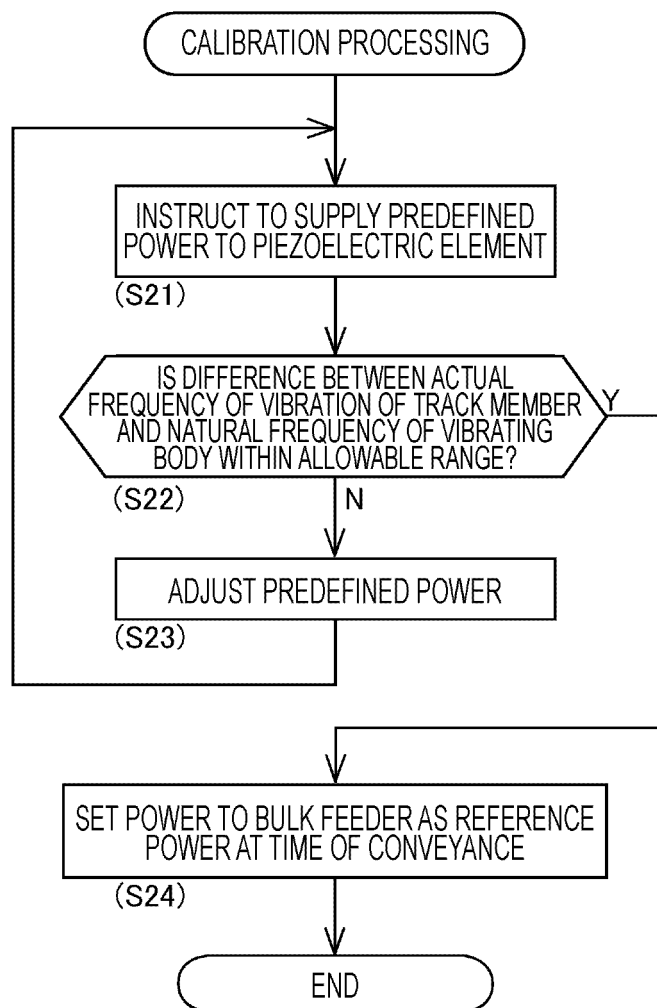 CALIBRATION PROCESSING
INSTRUCT TO SUPPLY PREDEFINED
POWER TO PIEZOELECTRIC ELEMENT
(S21)
IS DIFFERENCE BETWEEN ACTUAL
FREQUENCY OF VIBRATION OF TRACK MEMBER
AND NATURAL FREQUENCY OF VIBRATING
BODY WITHIN ALLOWABLE RANGE?
Y
(S22)
N
ADJUST PREDEFINED POWER
(S23)
SET POWER TO BULK FEEDER AS REFERENCE
POWER AT TIME OF CONVEYANCE
(S24)
END